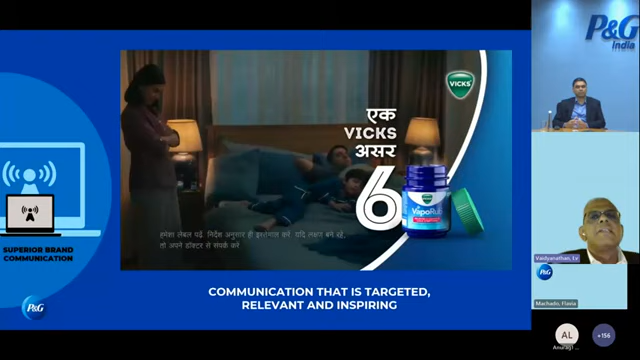 SUPERIOR BRAND
COMMUNICATION
P&G
VICKS
एक
VICKS
असर
6
VICKS
VapoRub
हमेशा लेबल पढ़ें. निर्देश अनुसार ही इस्तेमाल करें. यदि लक्षण बने रहें,
तो अपने डॉक्टर से संपर्क करें
COMMUNICATION THAT IS TARGETED,
RELEVANT AND INSPIRING
P&G
India
Vaidyanathan, t.v
P&G
Machado, Flavia
AL
+156